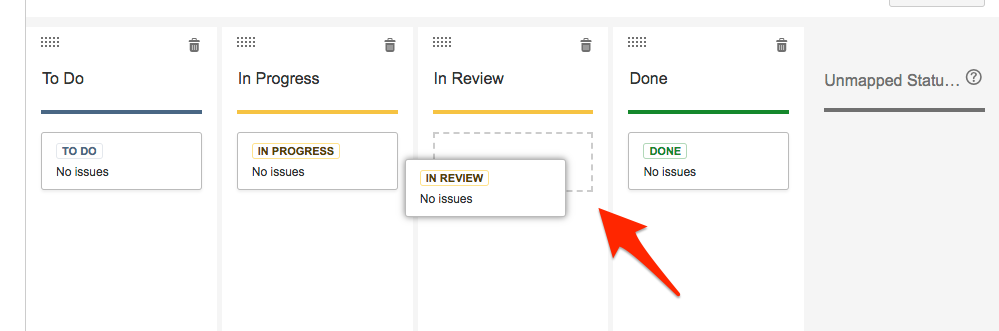 To Do
In Progress
In Review
Done
Unmapped Statu...
TO DO
No issues
IN PROGRESS
No issues
IN REVIEW
No issues
DONE
No issues